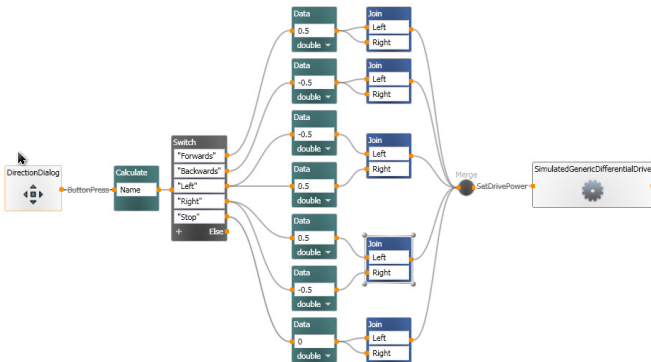 Data
0.5
double
Join
Left
Right
Data
-0.5
double
Join
Left
Right
Data
-0.5
Data
0.5
double
Join
Left
Right
DirectionDialog
ButtonPress
Calculate
Name
Switch
"Forwards"
"Backwards"
"Left"
"Right"
"Stop"
+ Else
Data
0.5
Data
-0.5
double
Join
Left
Right
Data
0
double
Join
Left
Right
Merge
SetDrivePower
SimulatedGenericDifferentialDrive